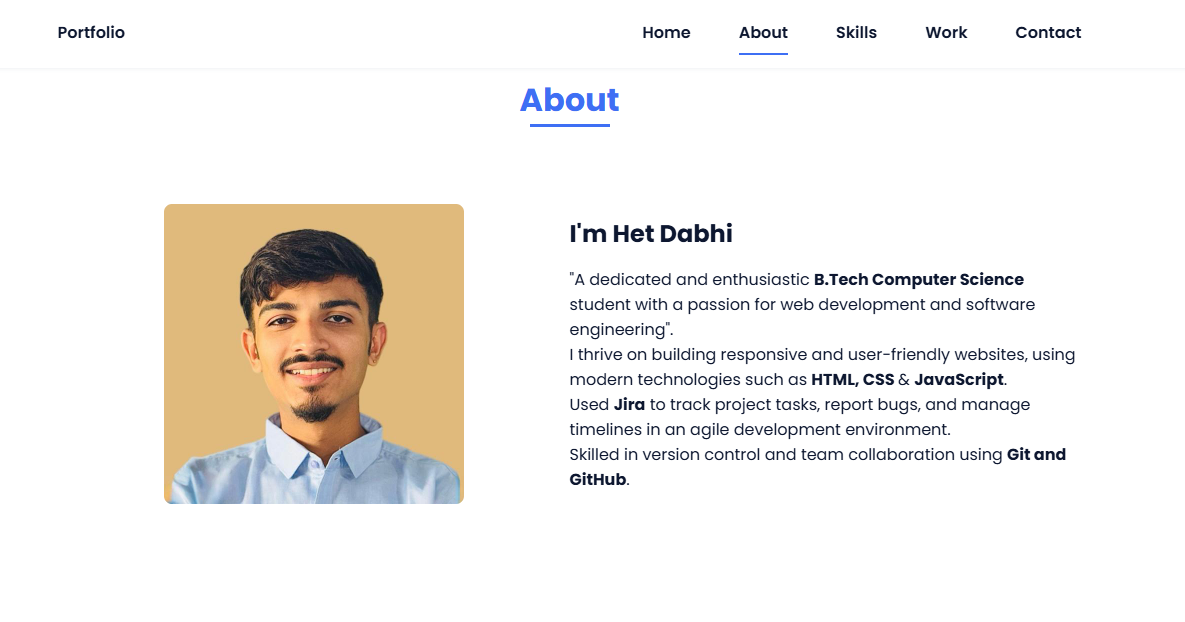 Portfolio Home About Skills Work Contact
About
I'm Het Dabhi
"A dedicated and enthusiastic B.Tech Computer Science
student with a passion for web development and software
engineering".
I thrive on building responsive and user-friendly websites, using
modern technologies such as HTML, CSS & JavaScript.
Used Jira to track project tasks, report bugs, and manage
timelines in an agile development environment.
Skilled in version control and team collaboration using Git and
GitHub.